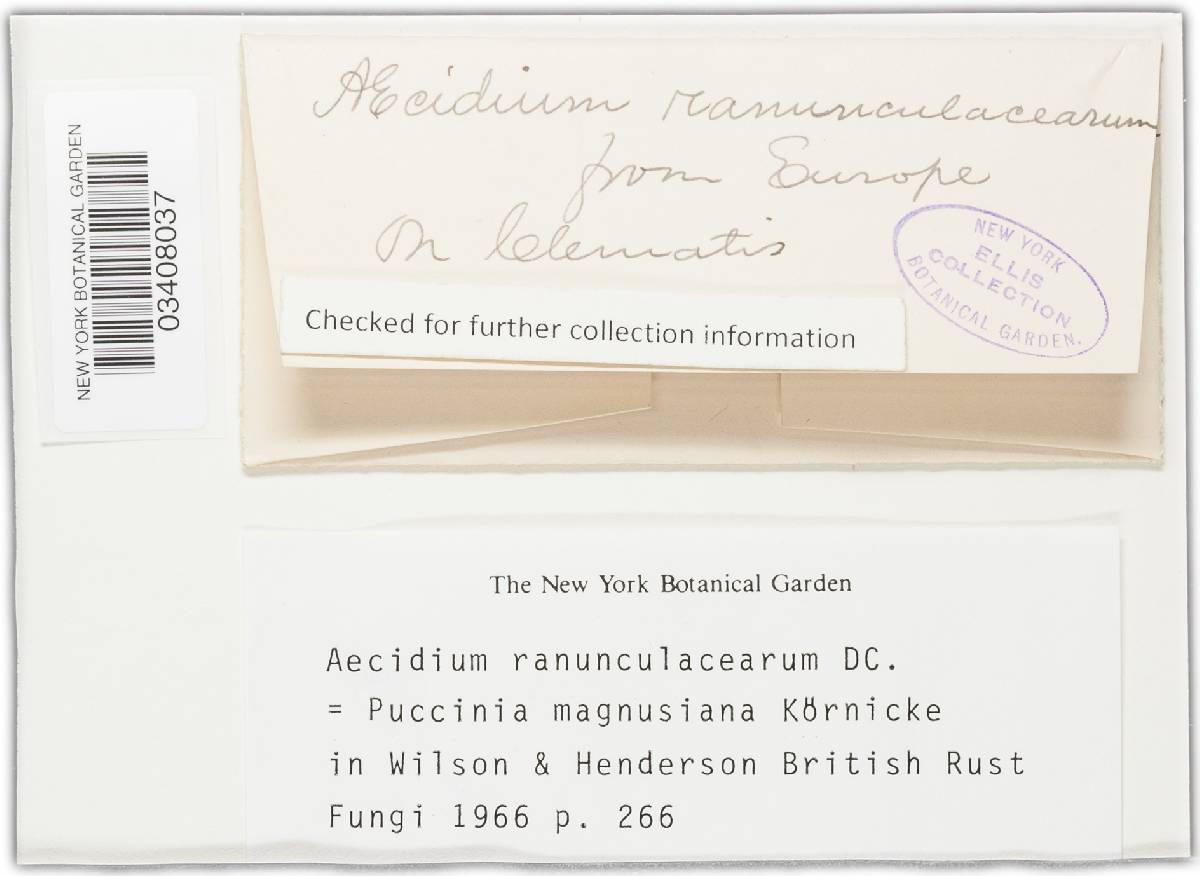 NEW YORK BOTANICAL GARDEN
03408037
AEcidium ranunculacearum
from Europe
On Clematis
NEW YORK
ELLIS
COLLECTION
BOTANICAL GARDEN.
Checked for further collection information
The New York Botanical Garden
Aecidium ranunculacearum DC.
= Puccinia magnusiana Körnicke
in Wilson & Henderson British Rust
Fungi 1966 p. 266